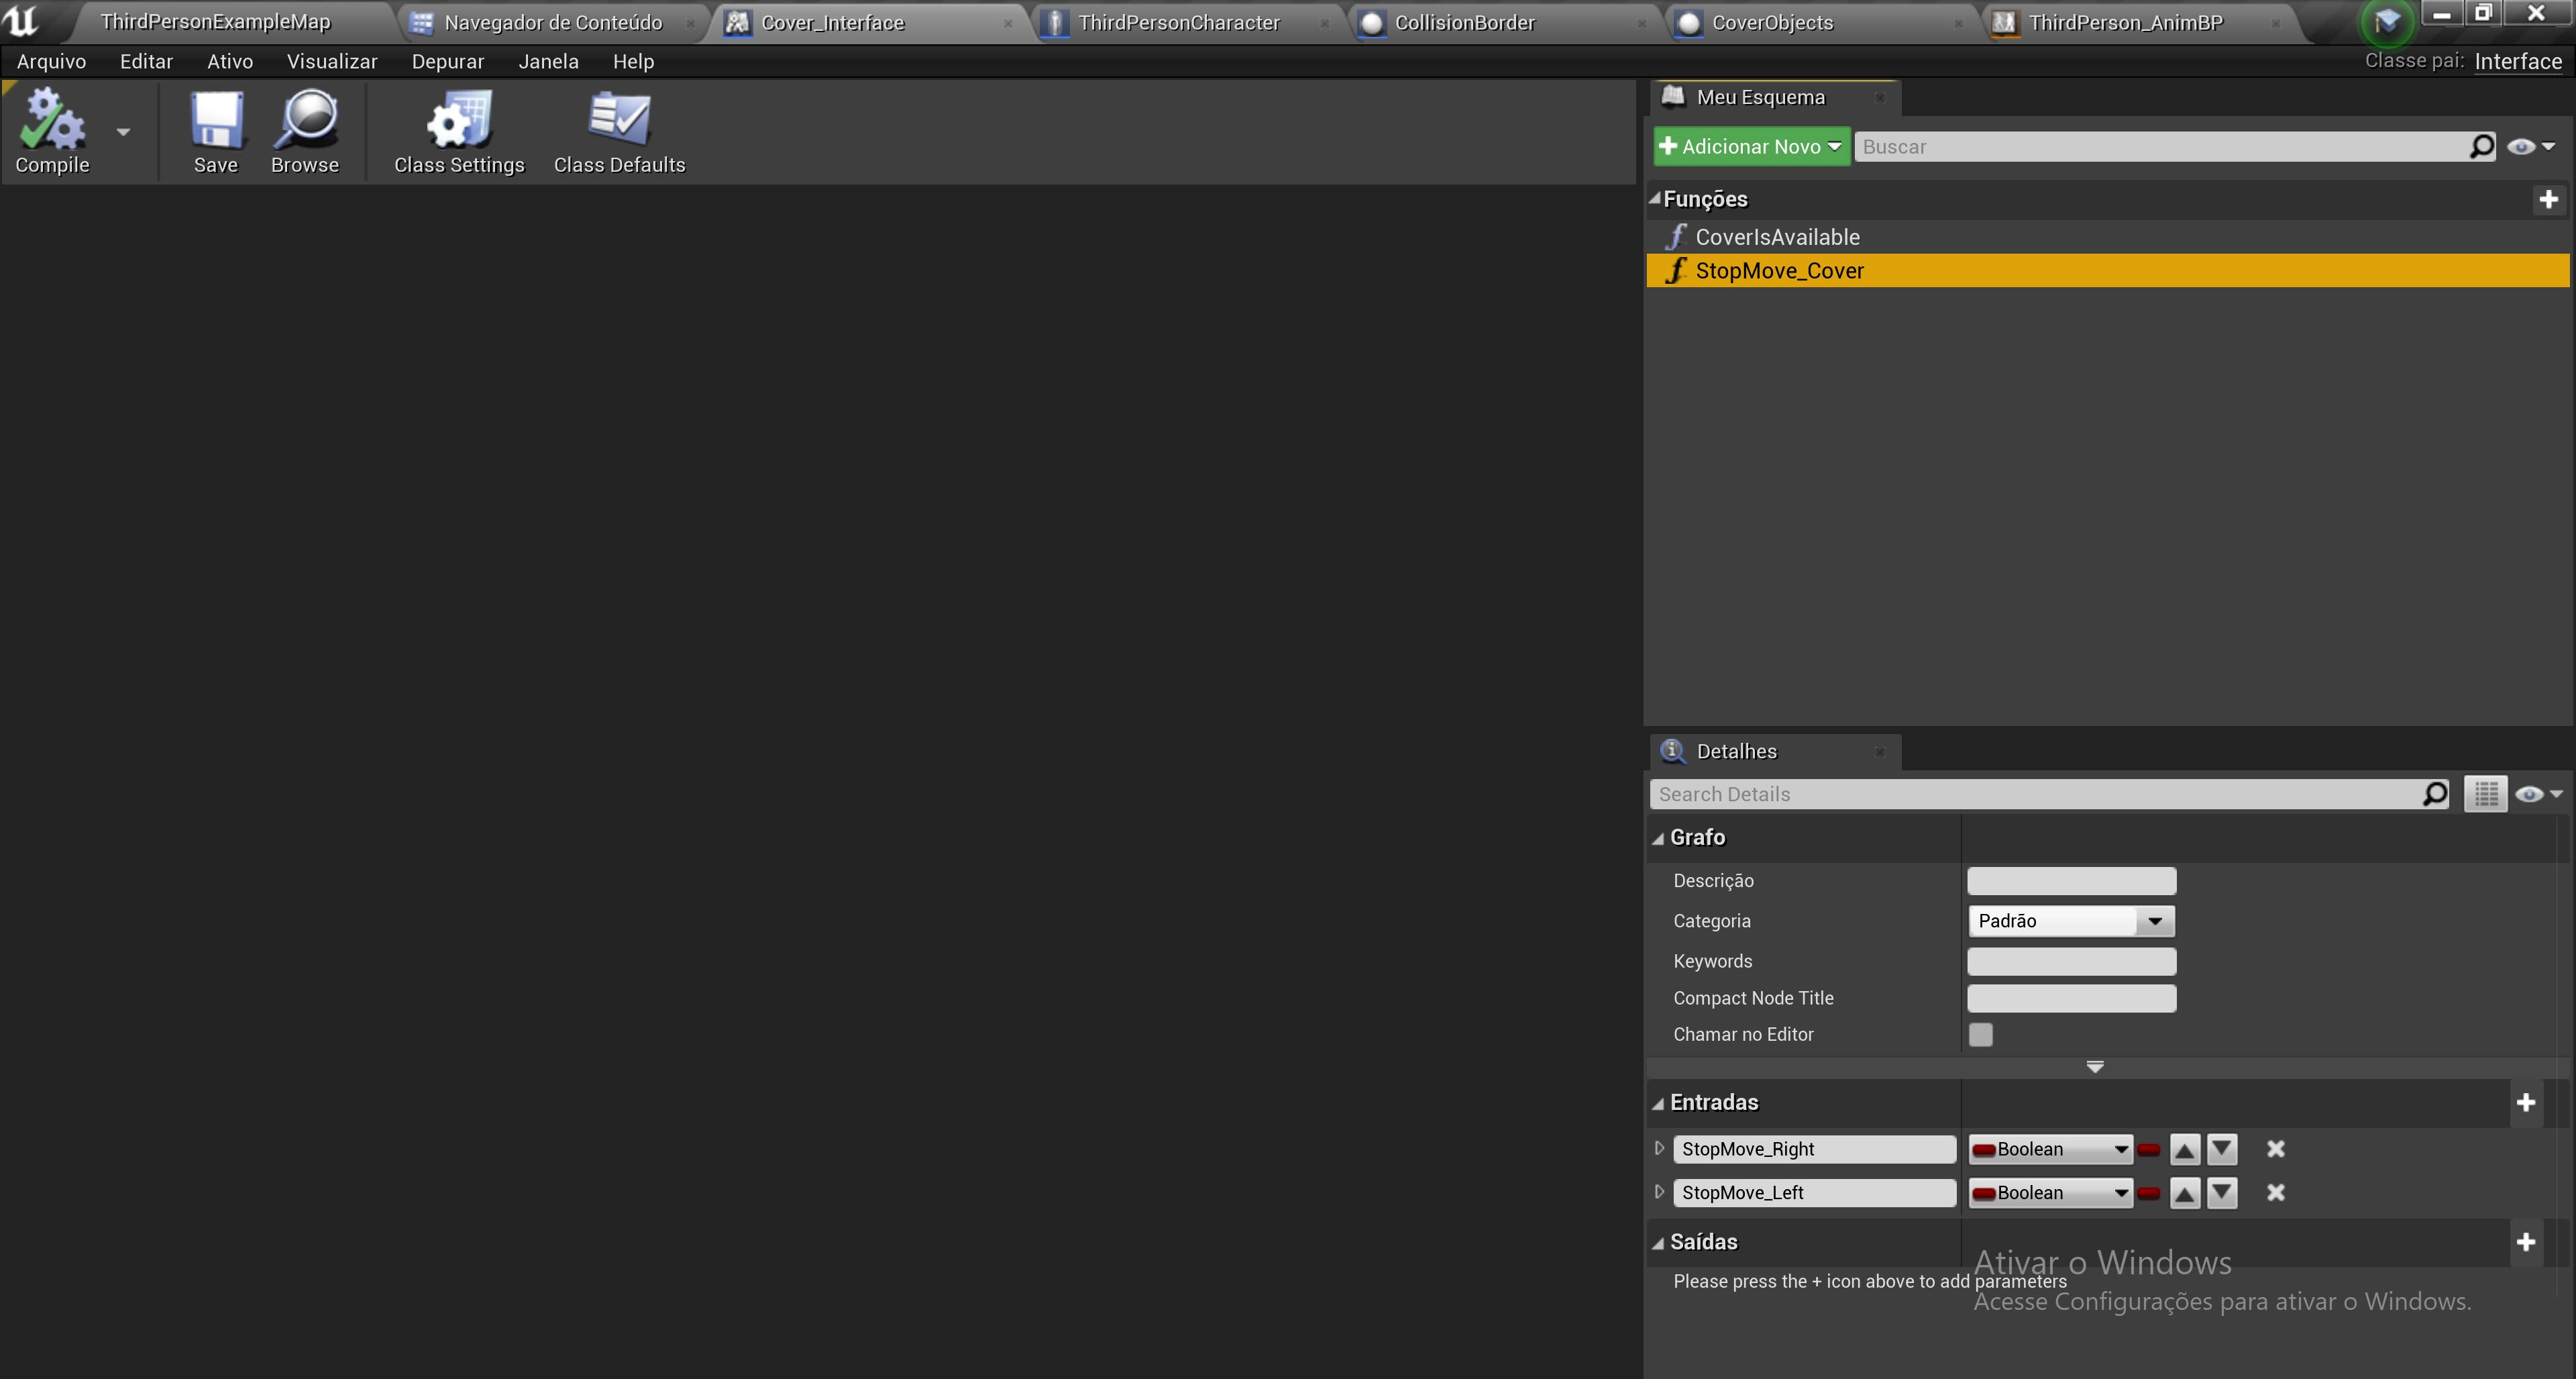 ThirdPersonExampleMap
Navegador de Conteúdo
Cover_Interface
ThirdPersonCharacter
CollisionBorder
CoverObjects
ThirdPerson_AnimBP
Arquivo Editar Ativo Visualizar Depurar Janela Help
Classe pai: Interface
Compile
Save
Browse
Class Settings
Class Defaults
Meu Esquema
Adicionar Novo
Buscar
Funções
CoverIsAvailable
StopMove_Cover
Detalhes
Search Details
Grafo
Descrição
Categoria Padrão
Keywords
Compact Node Title
Chamar no Editor
Entradas
StopMove_Right Boolean
StopMove_Left Boolean
Saídas
Please press the + icon above to add parameters
Ativar o Windows
Acesse Configurações para ativar o Windows.